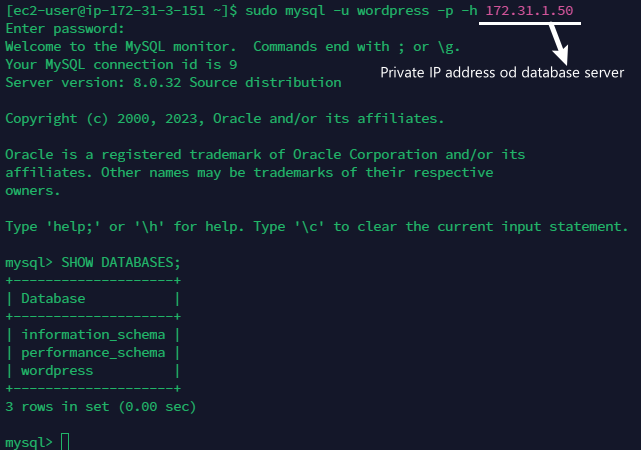 [ec2-user@ip-172-31-3-151 ~]$ sudo mysql -u wordpress -p -h 172.31.1.50
Enter password:
Welcome to the MySQL monitor.  Commands end with ; or \g.
Your MySQL connection id is 9
Server version: 8.0.32 Source distribution
Private IP address od database server
Copyright (c) 2000, 2023, Oracle and/or its affiliates.
Oracle is a registered trademark of Oracle Corporation and/or its
affiliates. Other names may be trademarks of their respective
owners.
Type 'help;' or '\h' for help. Type '\c' to clear the current input statement.
mysql> SHOW DATABASES;
+--------------------+
| Database           |
+--------------------+
| information_schema |
| performance_schema |
| wordpress          |
+--------------------+
3 rows in set (0.00 sec)
mysql>